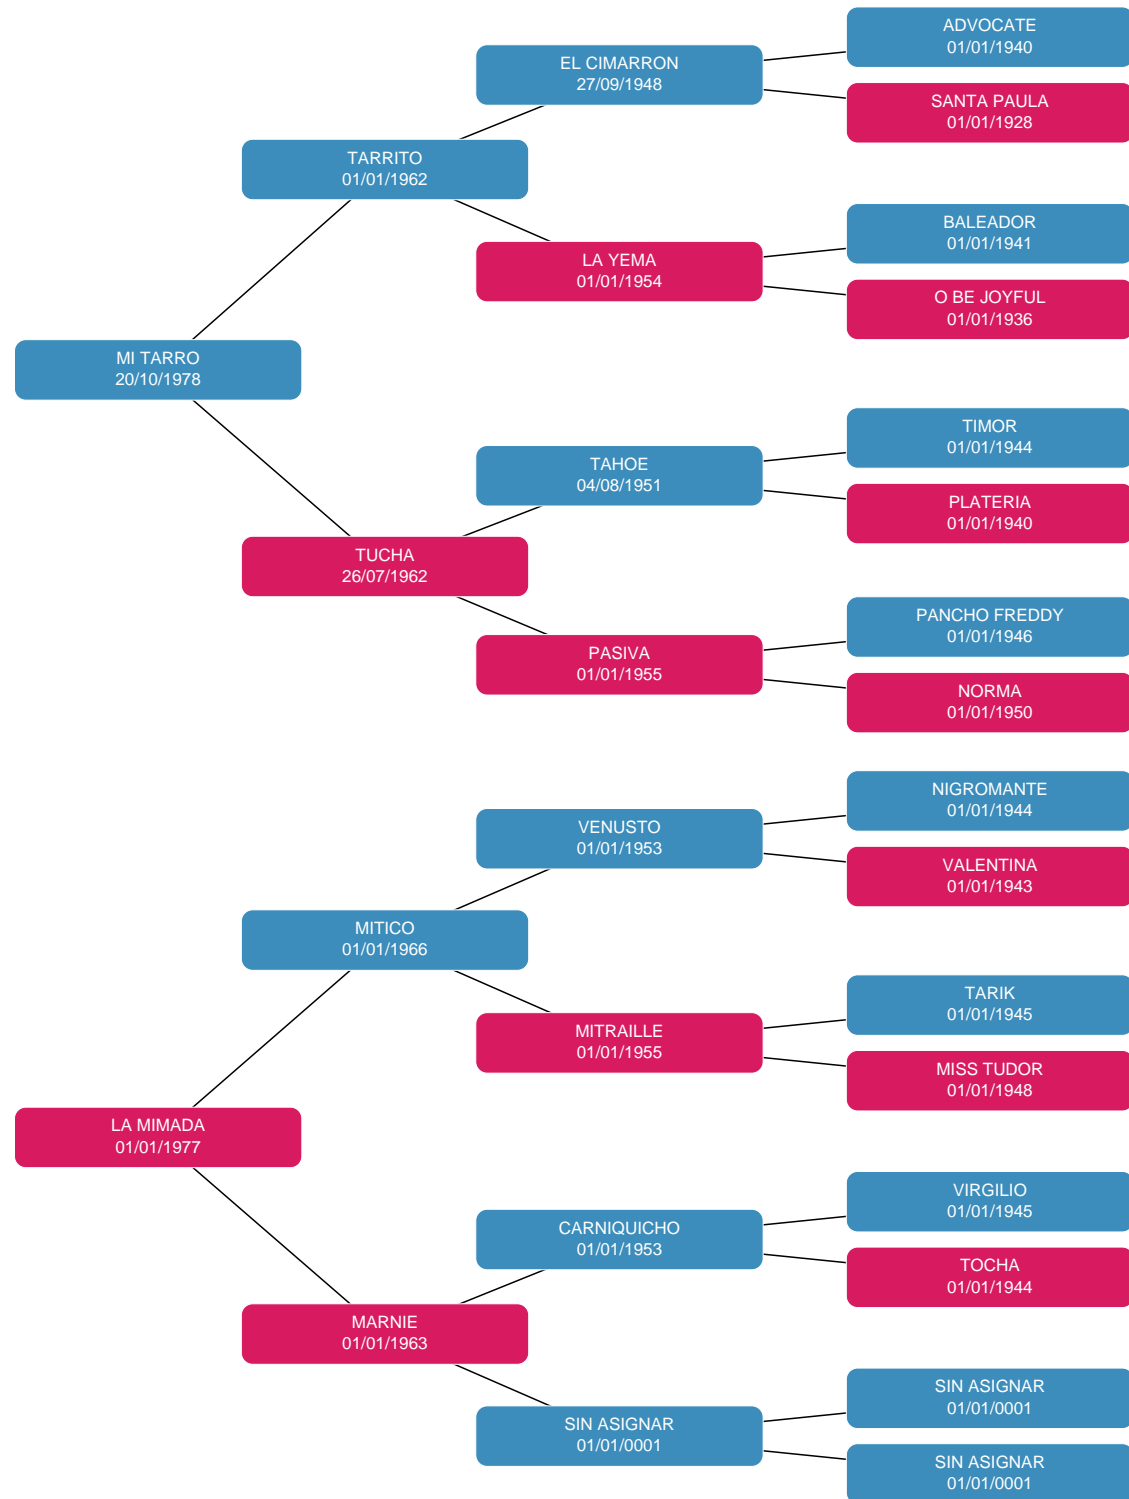 ADVOCATE
01/01/1940
EL CIMARRON
27/09/1948
SANTA PAULA
01/01/1928
TARRITO
01/01/1962
BALEADOR
01/01/1941
LA YEMA
01/01/1954
O BE JOYFUL
01/01/1936
MI TARRO
20/10/1978
TIMOR
01/01/1944
TAHOE
04/08/1951
PLATERIA
01/01/1940
TUCHA
26/07/1962
PANCHO FREDDY
01/01/1946
PASIVA
01/01/1955
NORMA
01/01/1950
NIGROMANTE
01/01/1944
VENUSTO
01/01/1953
VALENTINA
01/01/1943
MITICO
01/01/1966
TARIK
01/01/1945
MITRAILLE
01/01/1955
MISS TUDOR
01/01/1948
LA MIMADA
01/01/1977
VIRGILIO
01/01/1945
CARNIQUICHO
01/01/1953
TOCHA
01/01/1944
MARNIE
01/01/1963
SIN ASIGNAR
01/01/0001
SIN ASIGNAR
01/01/0001
SIN ASIGNAR
01/01/0001